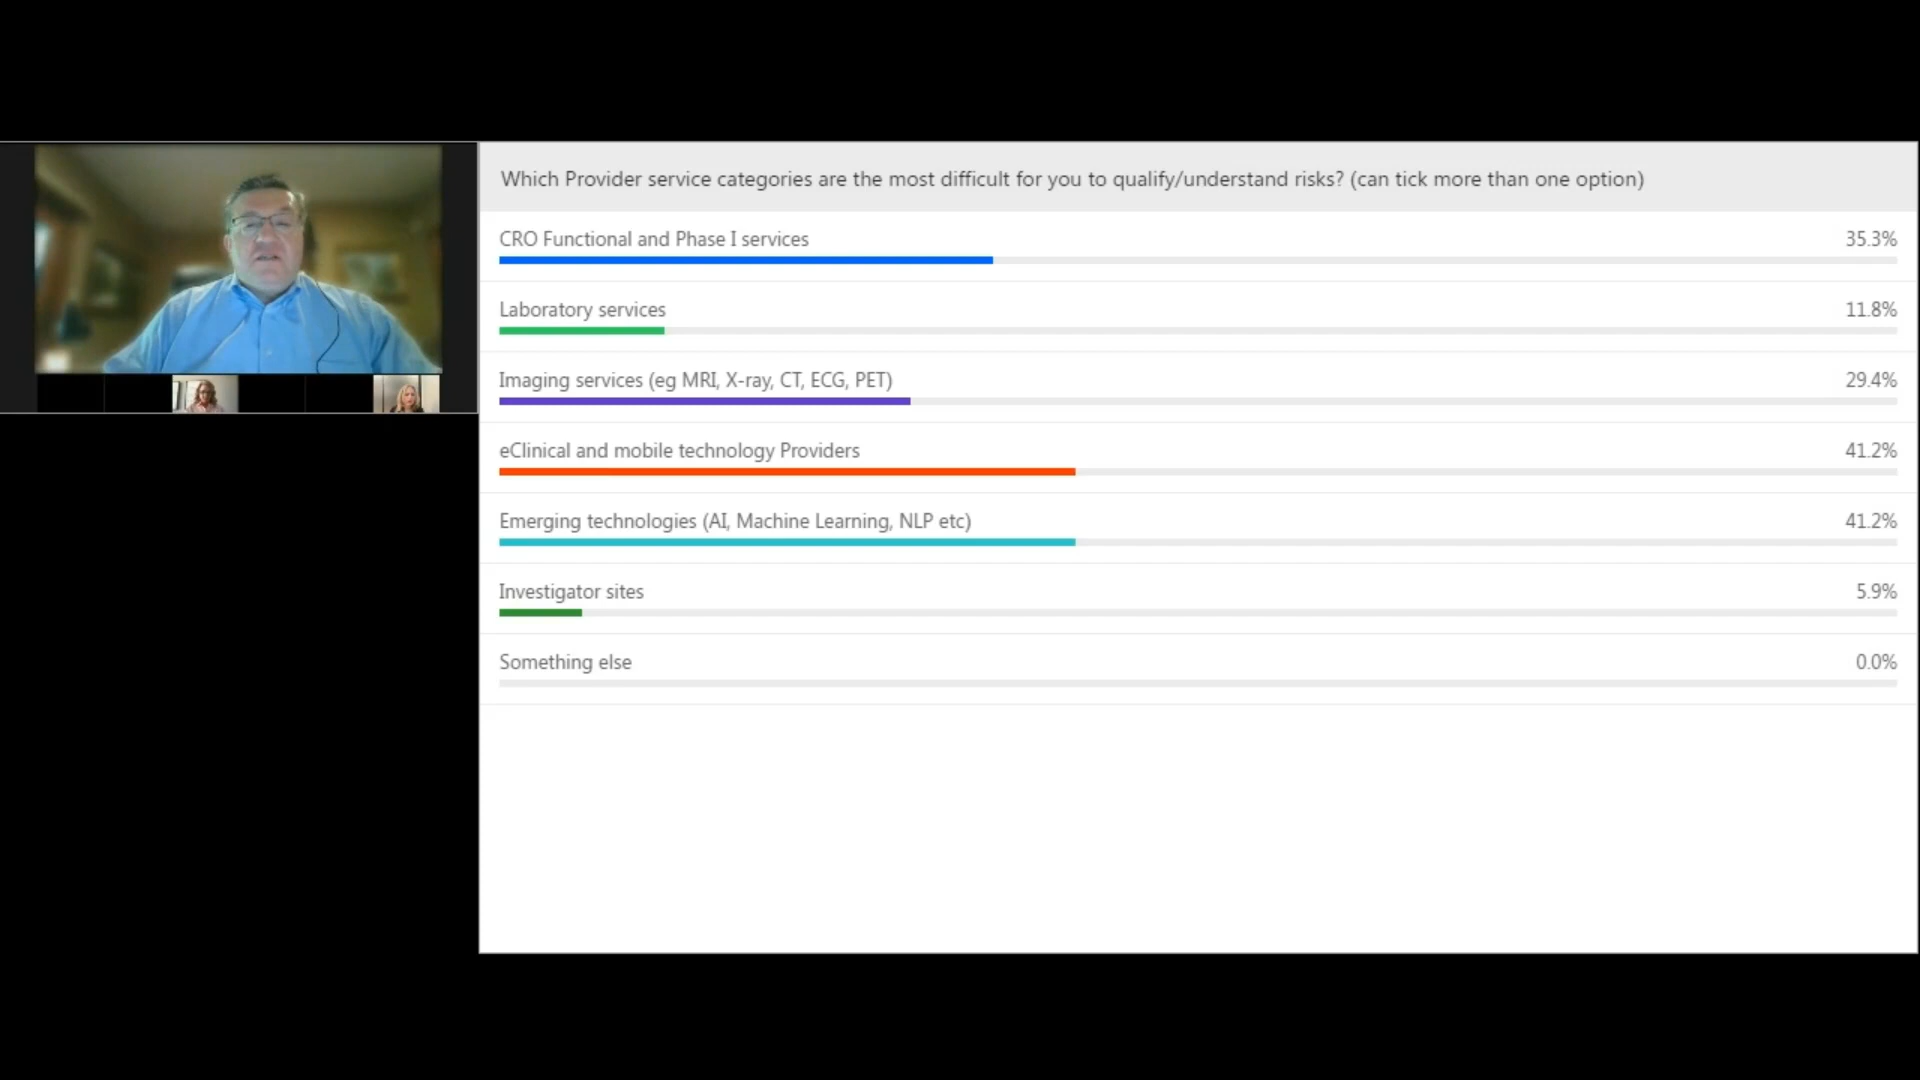 Which Provider service categories are the most difficult for you to qualify/understand risks? (can tick more than one option)
CRO Functional and Phase I services 35.3%
Laboratory services 11.8%
Imaging services (eg MRI, X-ray, CT, ECG, PET) 29.4%
eClinical and mobile technology Providers 41.2%
Emerging technologies (AI, Machine Learning, NLP etc) 41.2%
Investigator sites 5.9%
Something else 0.0%